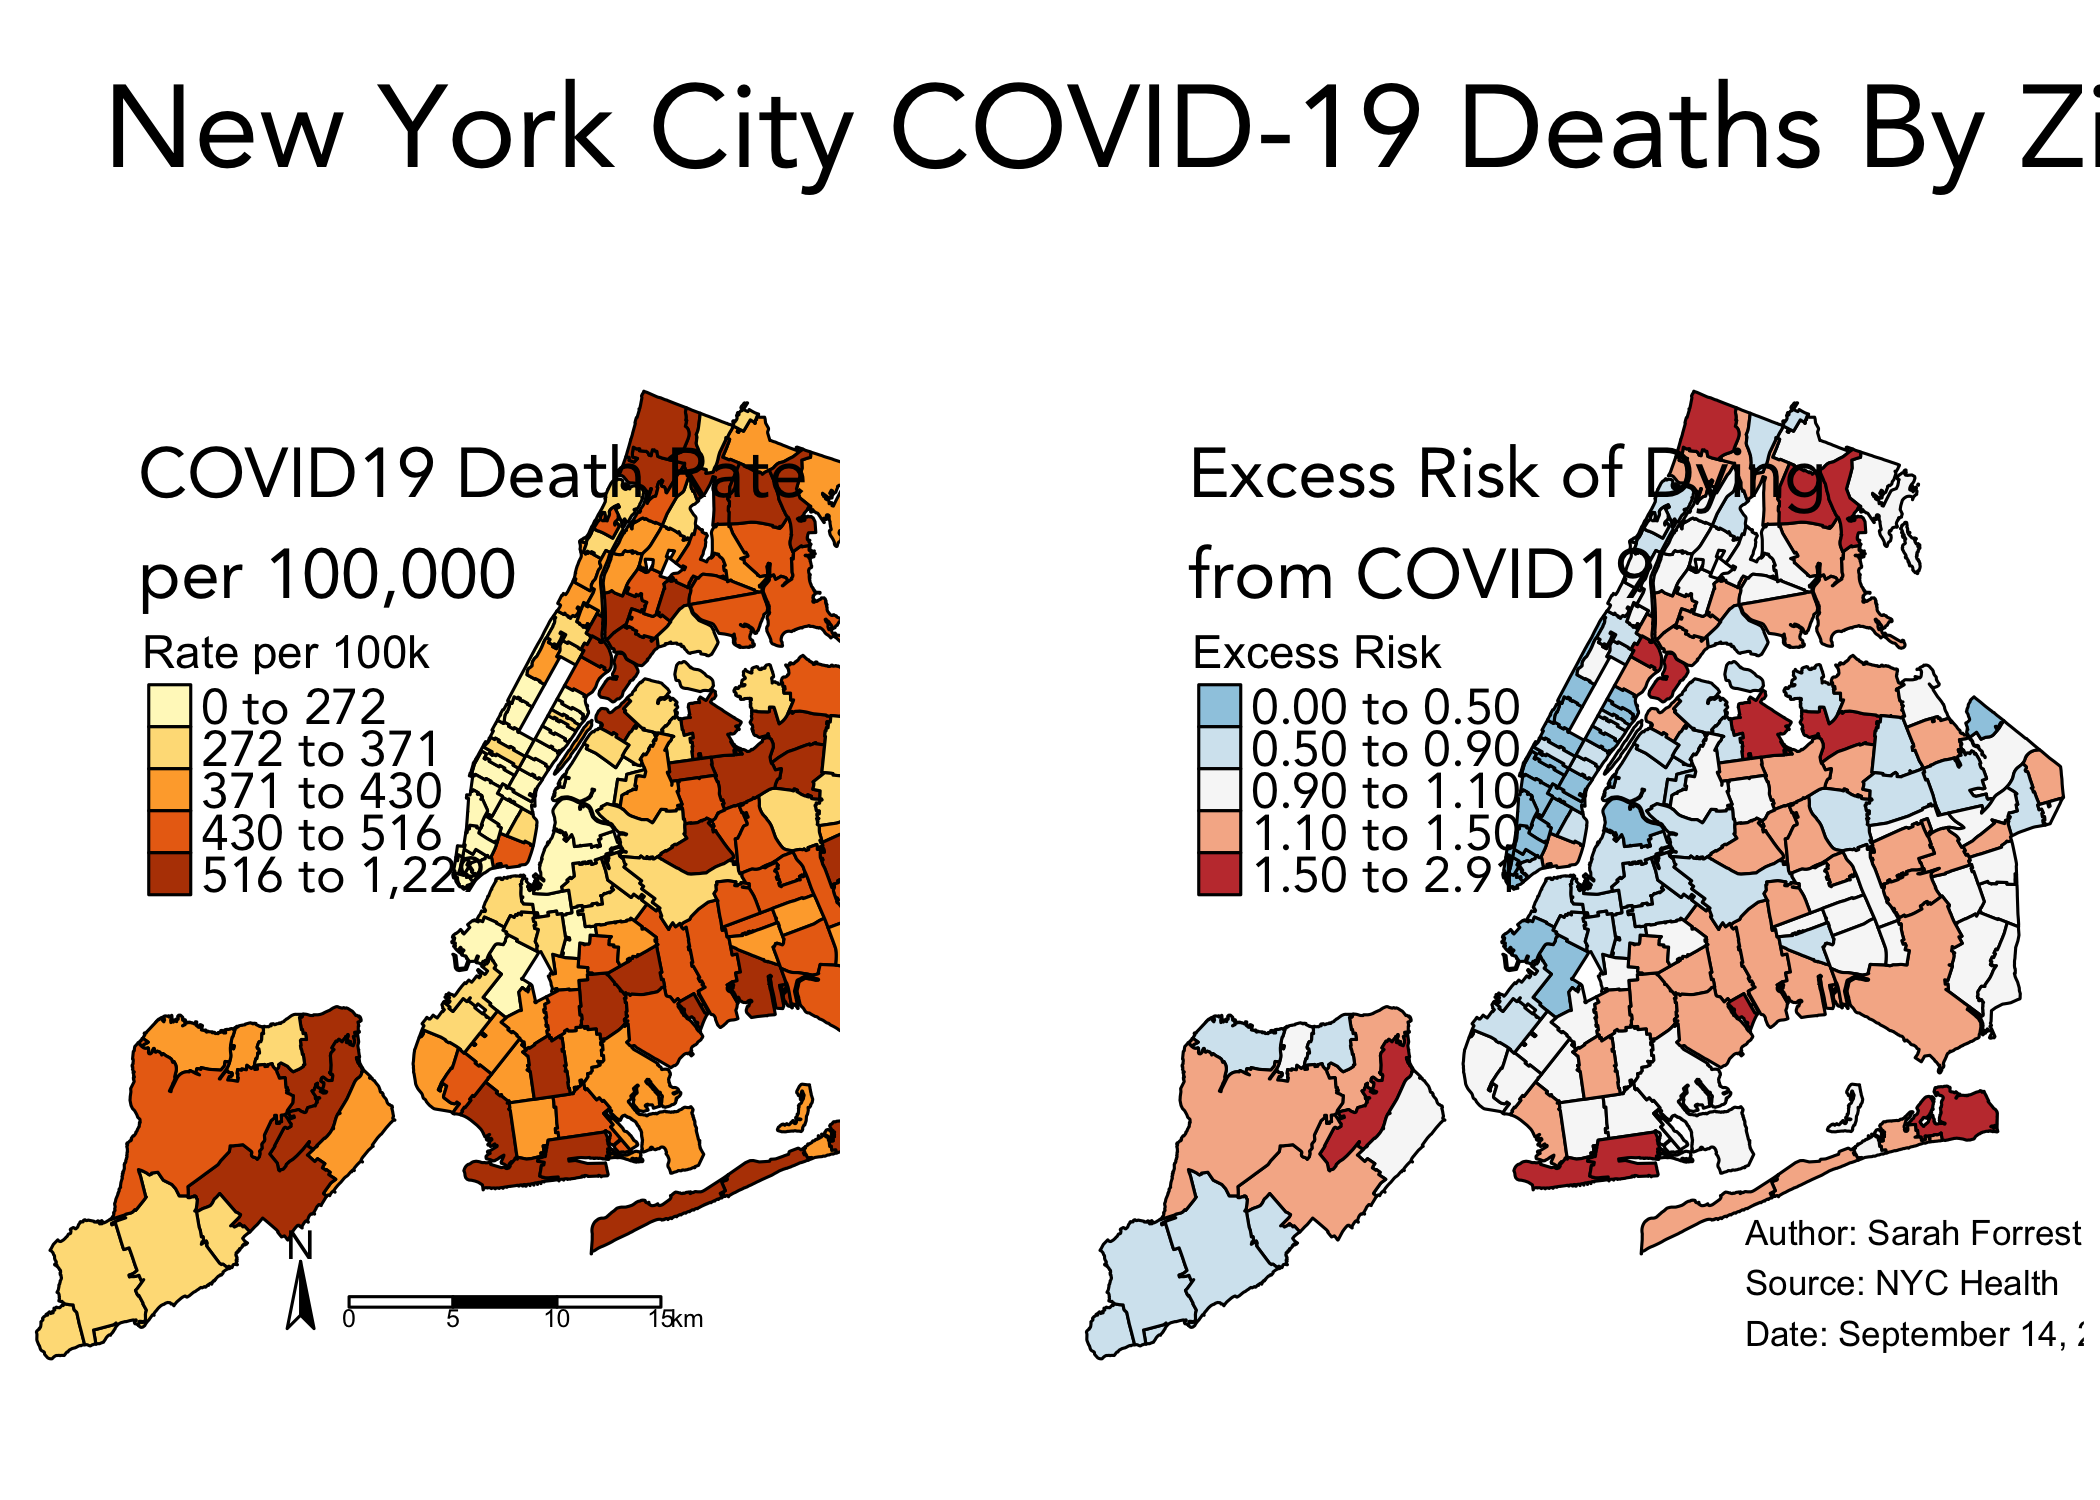 New York City COVID-19 Deaths By Zi
COVID19 Death Rate
per 100,000
Rate per 100k
0 to 272
272 to 371
371 to 430
430 to 516
516 to 1,22
N
0 5 10 15km
Excess Risk of Dying
from COVID19
Excess Risk
0.00 to 0.50
0.50 to 0.90
0.90 to 1.10
1.10 to 1.50
1.50 to 2.91
Author: Sarah Forrest
Source: NYC Health
Date: September 14,